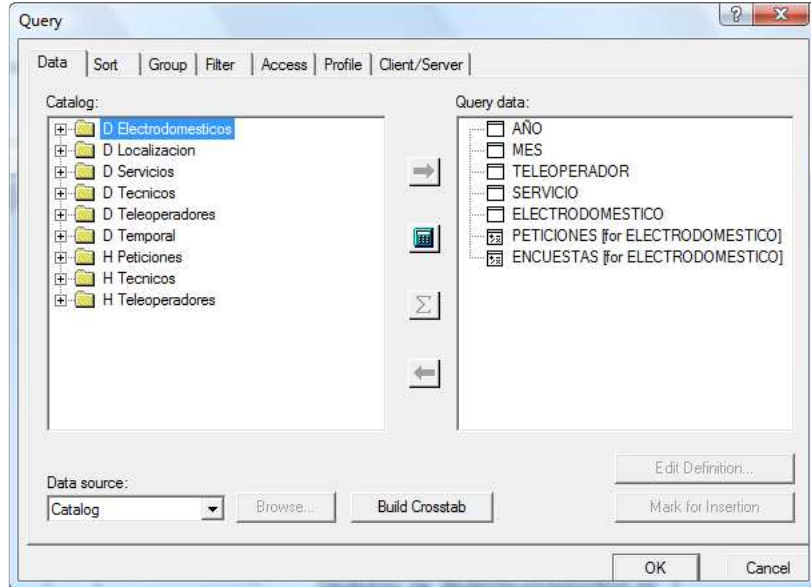 Query
?
X
Data
Sort
Group
Filter
Access
Profile
Client/Server
Catalog:
D Electrodomesticos
D Localizacion
D Servicios
D Tecnicos
D Teleoperadores
D Temporal
H Peticiones
H Tecnicos
H Teleoperadores
Σ
Query data:
AÑO
MES
TELEOPERADOR
SERVICIO
ELECTRODOMESTICO
PETICIONES [for ELECTRODOMESTICO]
ENCUESTAS [for ELECTRODOMESTICO]
Data source:
Catalog
Browse...
Build Crosstab
Edit Definition...
Mark for Insertion
OK
Cancel